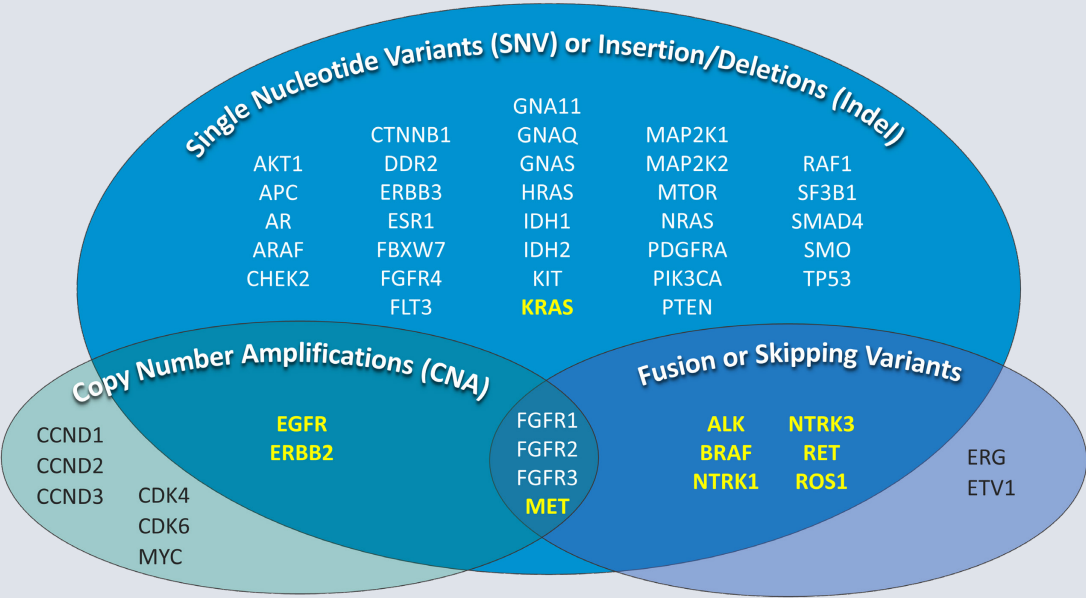 Single Nucleotide Variants (SNV) or Insertion/Deletions (Indel)
AKT1
APC
AR
ARAF
CHEK2
CTNNB1
DDR2
ERBB3
ESR1
FBXW7
FGFR4
FLT3
GNA11
GNAQ
GNAS
HRAS
IDH1
IDH2
KIT
KRAS
MAP2K1
MAP2K2
MTOR
NRAS
PDGFRA
PIK3CA
PTEN
RAF1
SF3B1
SMAD4
SMO
TP53
Copy Number Amplifications (CNA)
CCND1
CCND2
CCND3
CDK4
CDK6
MYC
EGFR
ERBB2
FGFR1
FGFR2
FGFR3
MET
Fusion or Skipping Variants
ALK
BRAF
NTRK1
NTRK3
RET
ROS1
ERG
ETV1